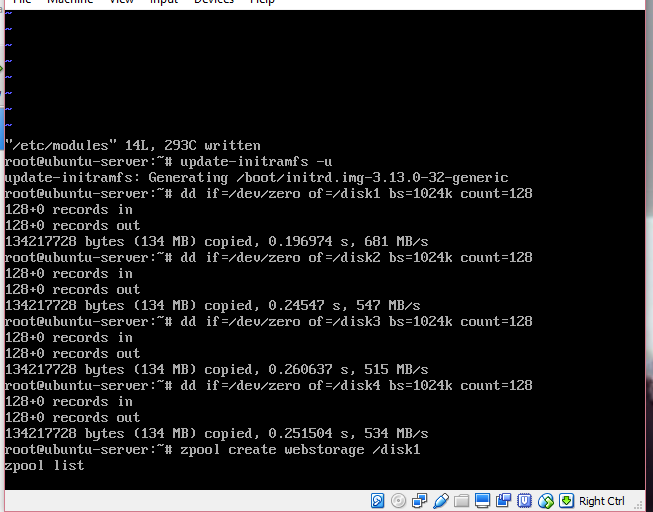 File Machine View Input Devices Help
~
~
~
~
~
~
~
~
"/etc/modules" 14L, 293C written
root@ubuntu-server:~# update-initramfs -u
update-initramfs: Generating /boot/initrd.img-3.13.0-32-generic
root@ubuntu-server:~# dd if=/dev/zero of=/disk1 bs=1024k count=128
128+0 records in
128+0 records out
134217728 bytes (134 MB) copied, 0.196974 s, 681 MB/s
root@ubuntu-server:~# dd if=/dev/zero of=/disk2 bs=1024k count=128
128+0 records in
128+0 records out
134217728 bytes (134 MB) copied, 0.24547 s, 547 MB/s
root@ubuntu-server:~# dd if=/dev/zero of=/disk3 bs=1024k count=128
128+0 records in
128+0 records out
134217728 bytes (134 MB) copied, 0.260637 s, 515 MB/s
root@ubuntu-server:~# dd if=/dev/zero of=/disk4 bs=1024k count=128
128+0 records in
128+0 records out
134217728 bytes (134 MB) copied, 0.251504 s, 534 MB/s
root@ubuntu-server:~# zpool create webstorage /disk1
zpool list
Right Ctrl